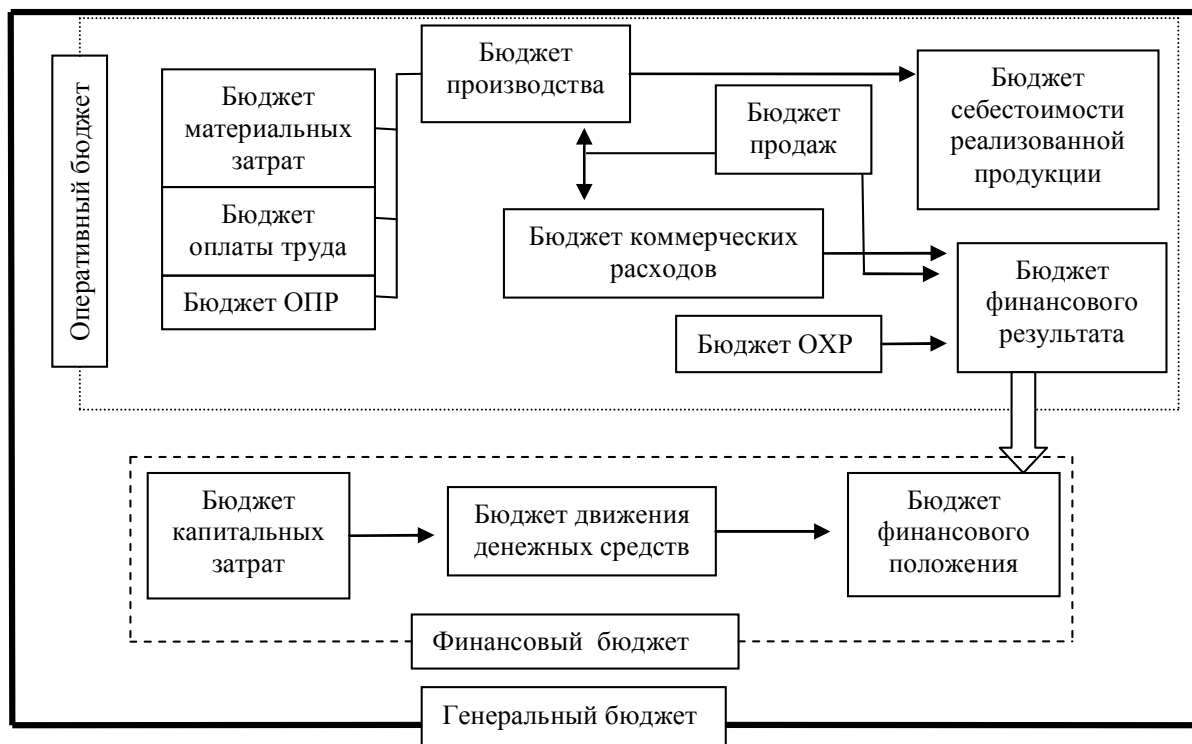 Оперативный бюджет
Бюджет
материальных
затрат
Бюджет
оплаты труда
Бюджет ОПР
Бюджет
производства
Бюджет
продаж
Бюджет
себестоимости
реализованной
продукции
Бюджет коммерческих
расходов
Бюджет
финансового
результата
Бюджет ОХР
Бюджет
капитальных
затрат
Бюджет движения
денежных средств
Бюджет
финансового
положения
Финансовый бюджет
Генеральный бюджет